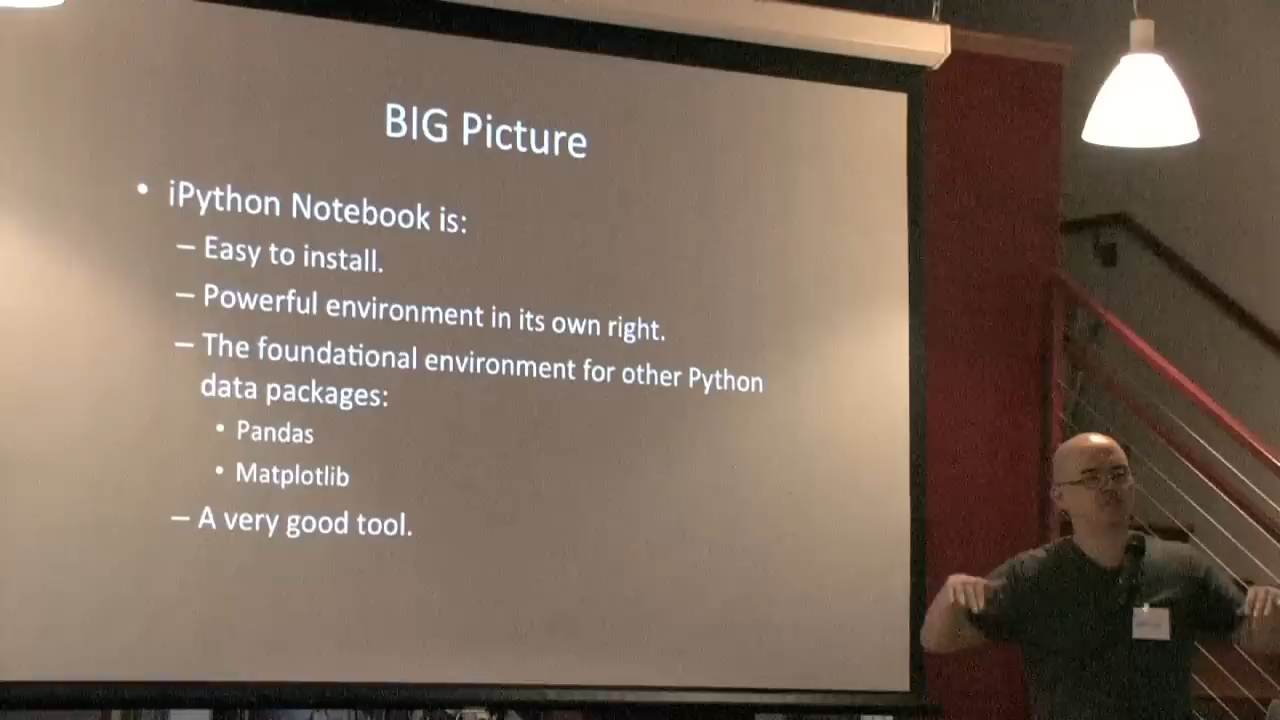 BIG Picture
• iPython Notebook is:
– Easy to install.
– Powerful environment in its own right.
– The foundational environment for other Python
data packages:
• Pandas
• Matplotlib
– A very good tool.